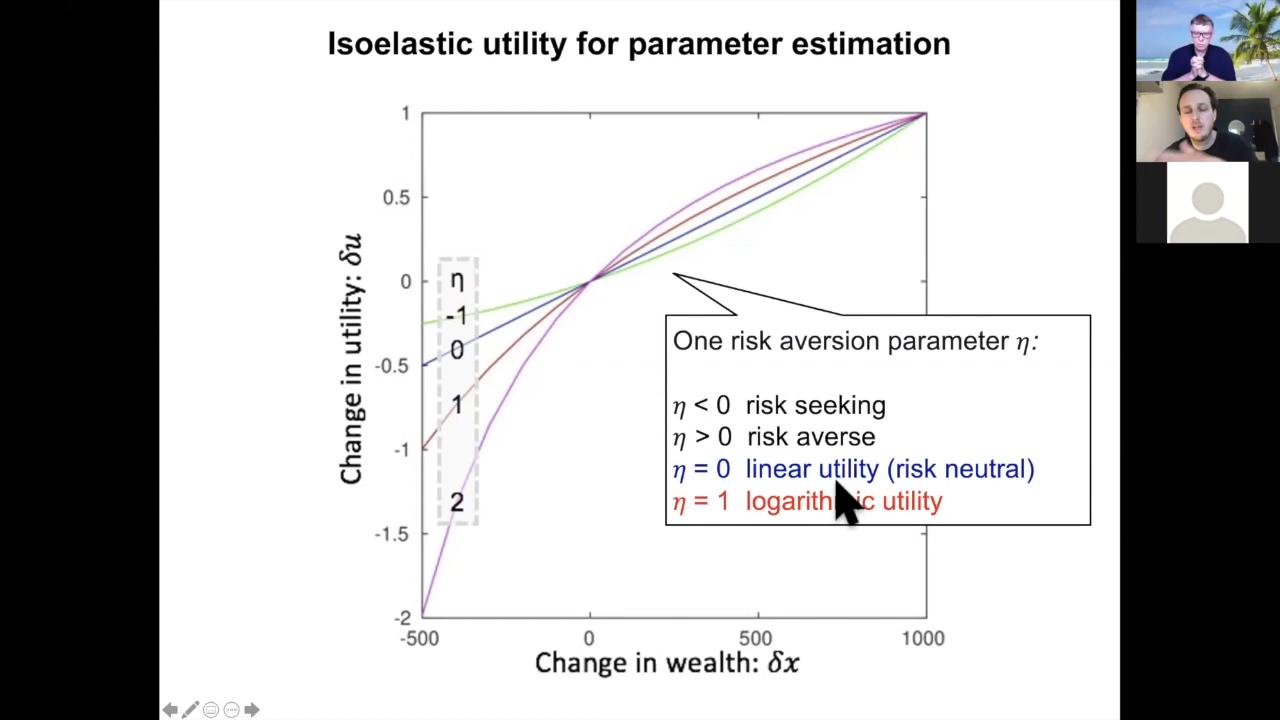 Isoelastic utility for parameter estimation
1
0.5
0
-0.5
-1
-1.5
-2
Change in utility: δu
η
-1
0
1
2
One risk aversion parameter η:
η < 0 risk seeking
η > 0 risk averse
η = 0 linear utility (risk neutral)
η = 1 logarithmic utility
-500
0
500
1000
Change in wealth: δx